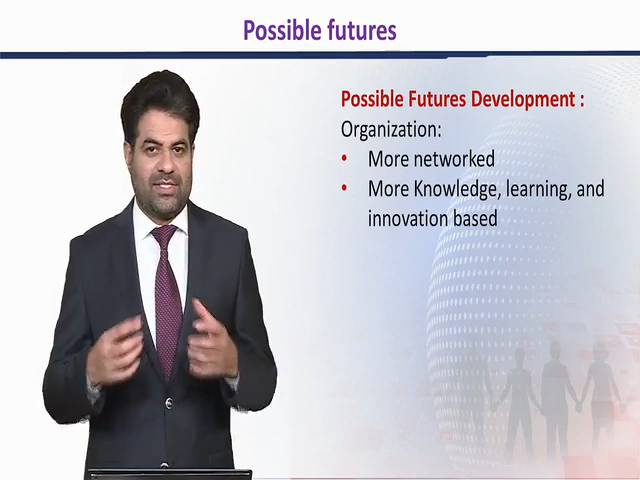 Possible futures
Possible Futures Development :
Organization:
• More networked
• More Knowledge, learning, and
innovation based